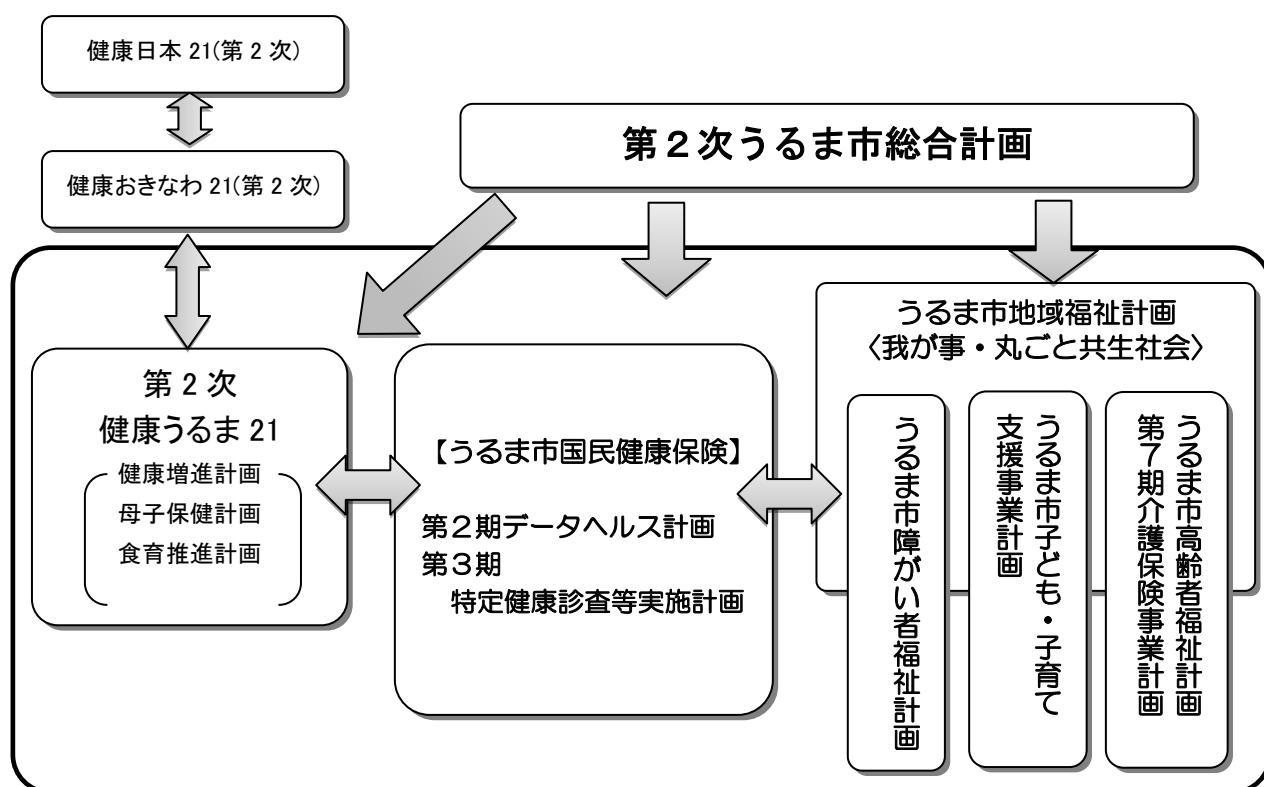 健康日本 21(第 2 次)
健康おきなわ 21(第 2 次)
第２次うるま市総合計画
第 2 次
健康うるま 21
健康増進計画
母子保健計画
食育推進計画
【うるま市国民健康保険】
第２期データヘルス計画
第３期
特定健康診査等実施計画
うるま市地域福祉計画
〈我が事・丸ごと共生社会〉
うるま市障がい者福祉計画
うるま市子ども・子育て
支援事業計画
うるま市高齢者福祉計画
第７期介護保険事業計画